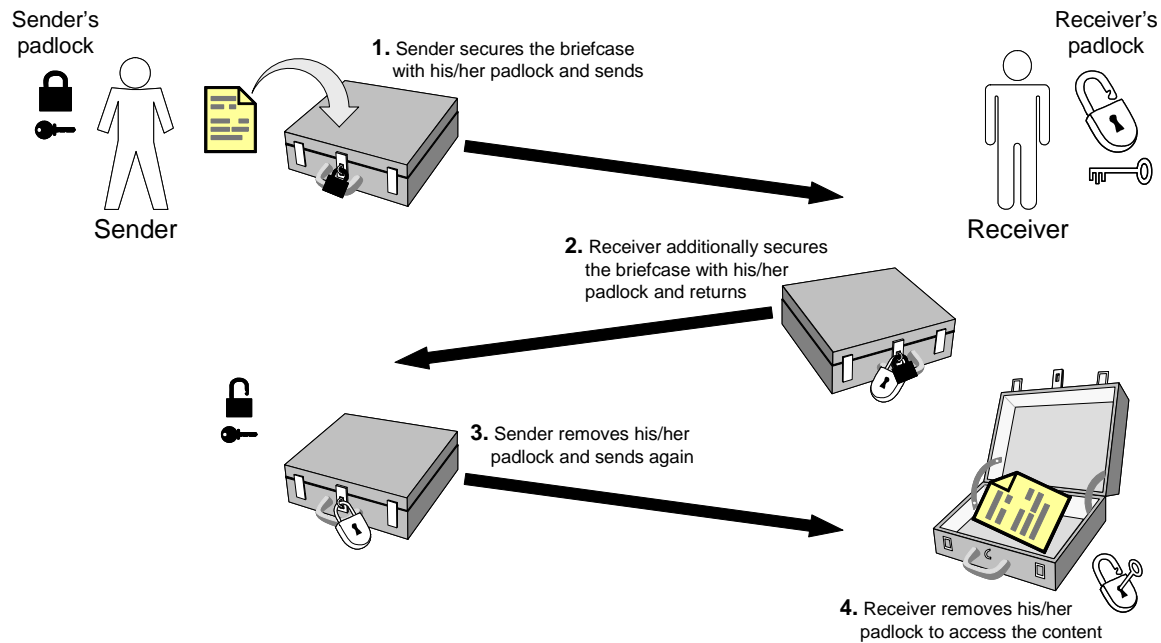 Sender's
padlock
Receiver's
padlock
1. Sender secures the briefcase
with his/her padlock and sends
Sender
Receiver
2. Receiver additionally secures
the briefcase with his/her
padlock and returns
3. Sender removes his/her
padlock and sends again
4. Receiver removes his/her
padlock to access the content